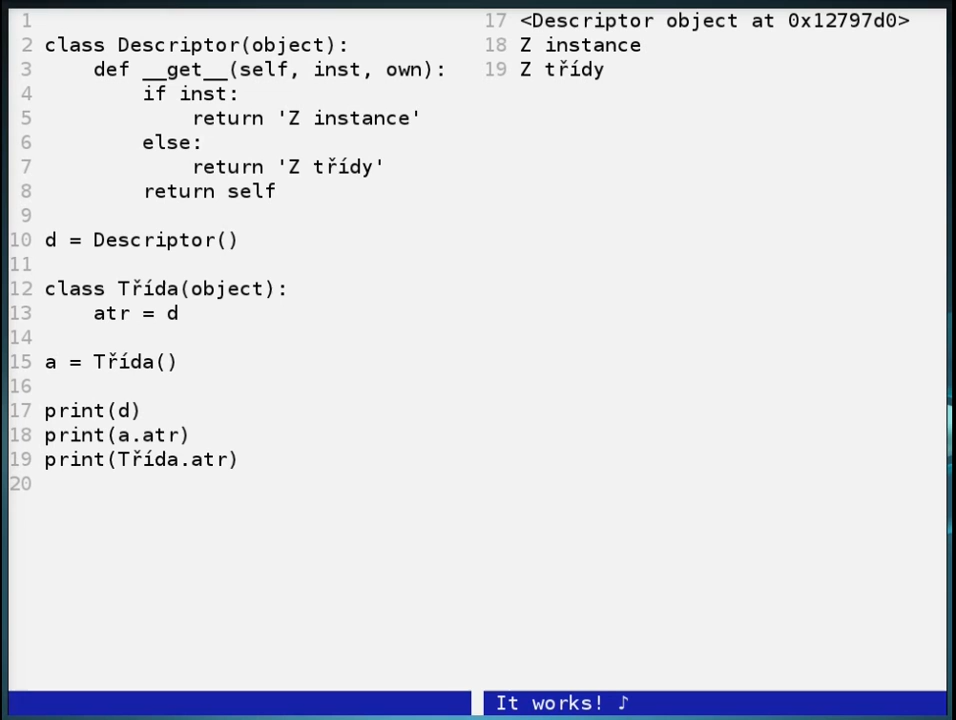 1
2 class Descriptor(object):
3     def __get__(self, inst, own):
4         if inst:
5             return 'Z instance'
6         else:
7             return 'Z třídy'
8         return self
9
10 d = Descriptor()
11
12 class Třída(object):
13     atr = d
14
15 a = Třída()
16
17 print(d)
18 print(a.atr)
19 print(Třída.atr)
20
17 <Descriptor object at 0x12797d0>
18 Z instance
19 Z třídy
It works! ♪